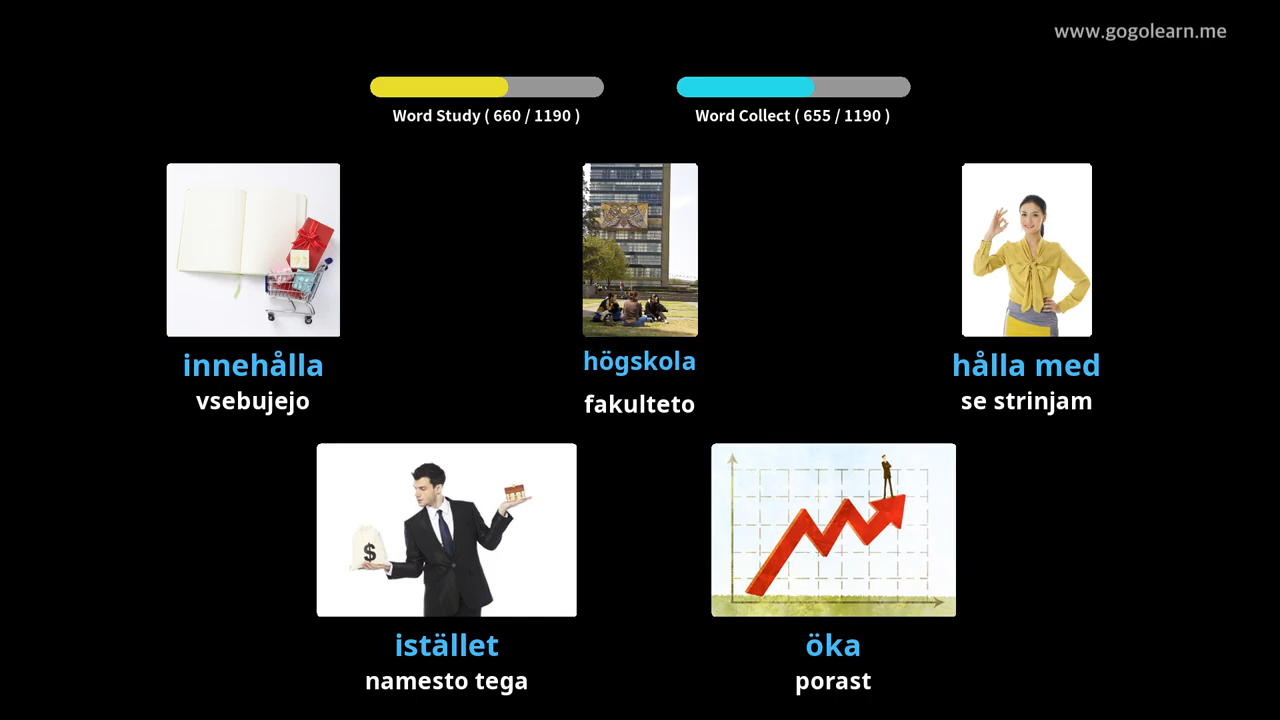 www.gogolearn.me
Word Study ( 660 / 1190 )
Word Collect ( 655 / 1190 )
innehålla
vsebujejo
högskola
fakulteto
hålla med
se strinjam
$
istället
namesto tega
öka
porast